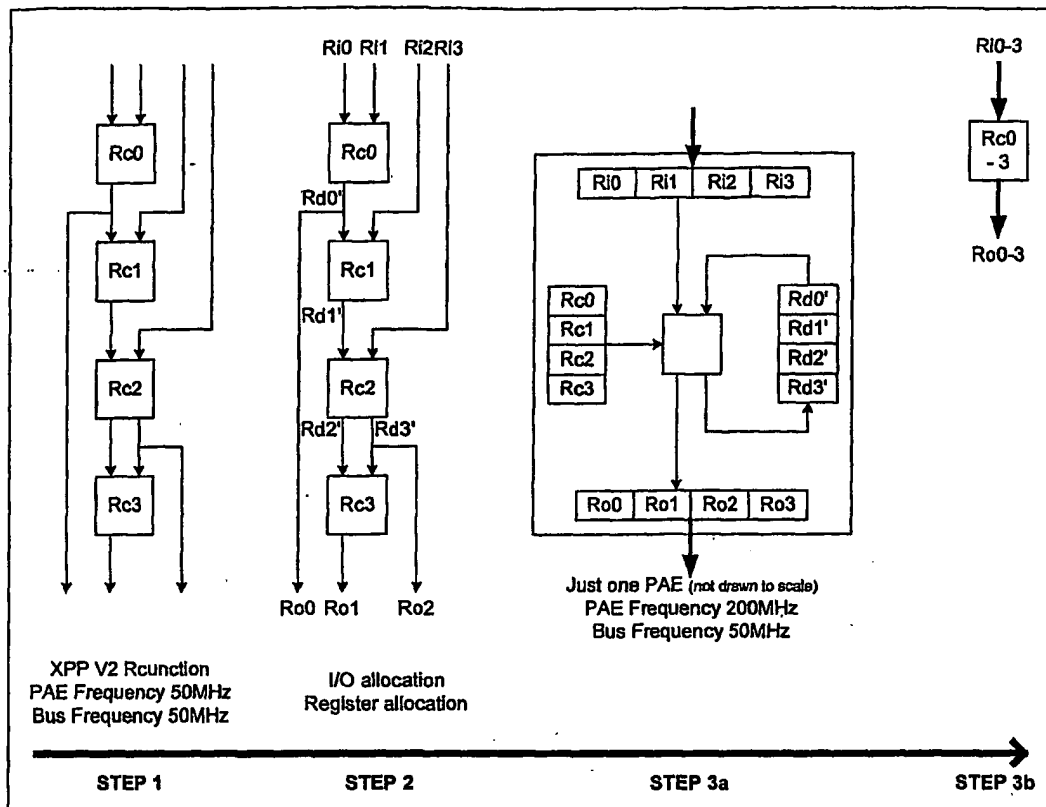 Rc0
Rc1
Rc2
Rc3
XPP V2 Rcunction
PAE Frequency 50MHz
Bus Frequency 50MHz
Ri0 Ri1 Ri2 Ri3
Rc0
Rd0'
Rc1
Rd1'
Rc2
Rd2' Rd3'
Rc3
Ro0 Ro1 Ro2
I/O allocation
Register allocation
Ri0 Ri1 Ri2 Ri3
Rc0
Rc1
Rc2
Rc3
Rd0'
Rd1'
Rd2'
Rd3'
Ro0 Ro1 Ro2 Ro3
Just one PAE (not drawn to scale)
PAE Frequency 200MHz
Bus Frequency 50MHz
Ri0-3
Rc0
- 3
Ro0-3
STEP 1 STEP 2 STEP 3a STEP 3b